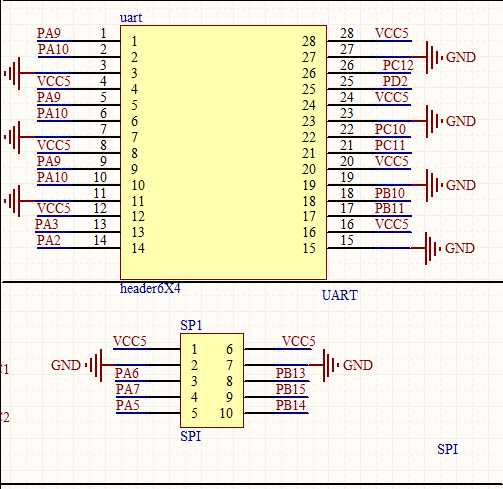 uart
PA9 1 1 28 28 VCC5
PA10 2 2 27 27 GND
3 3 26 26 PC12
VCC5 4 4 25 25 PD2
PA9 5 5 24 24 VCC5
PA10 6 6 23 23 GND
7 7 22 22 PC10
VCC5 8 8 21 21 PC11
PA9 9 9 20 20 VCC5
PA10 10 10 19 19 GND
11 11 18 18 PB10
VCC5 12 12 17 17 PB11
PA3 13 13 16 16 VCC5
PA2 14 14 15 15 GND
header6X4
UART
SP1
VCC5 1 6 VCC5
GND 2 7 GND
PA6 3 8 PB13
PA7 4 9 PB15
PA5 5 10 PB14
SPI
SPI
C1
C2